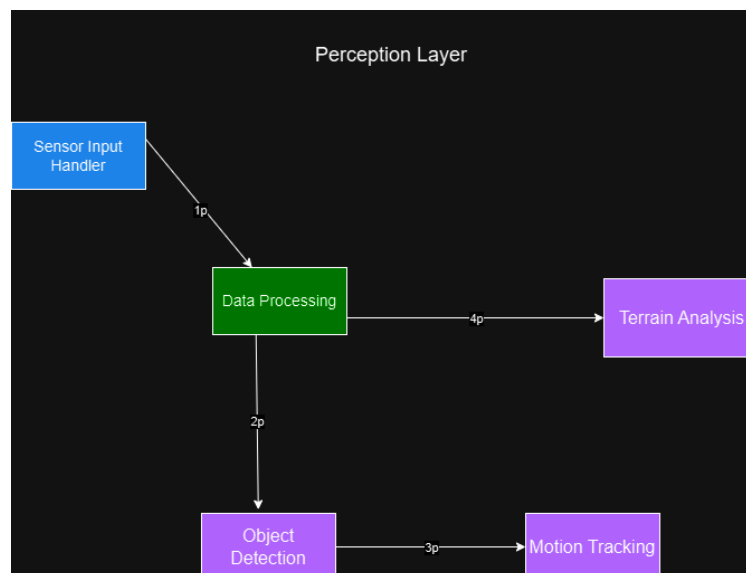 Perception Layer
Sensor Input
Handler
1p
Data Processing
4p
Terrain Analysis
2p
Object
Detection
3p
Motion Tracking